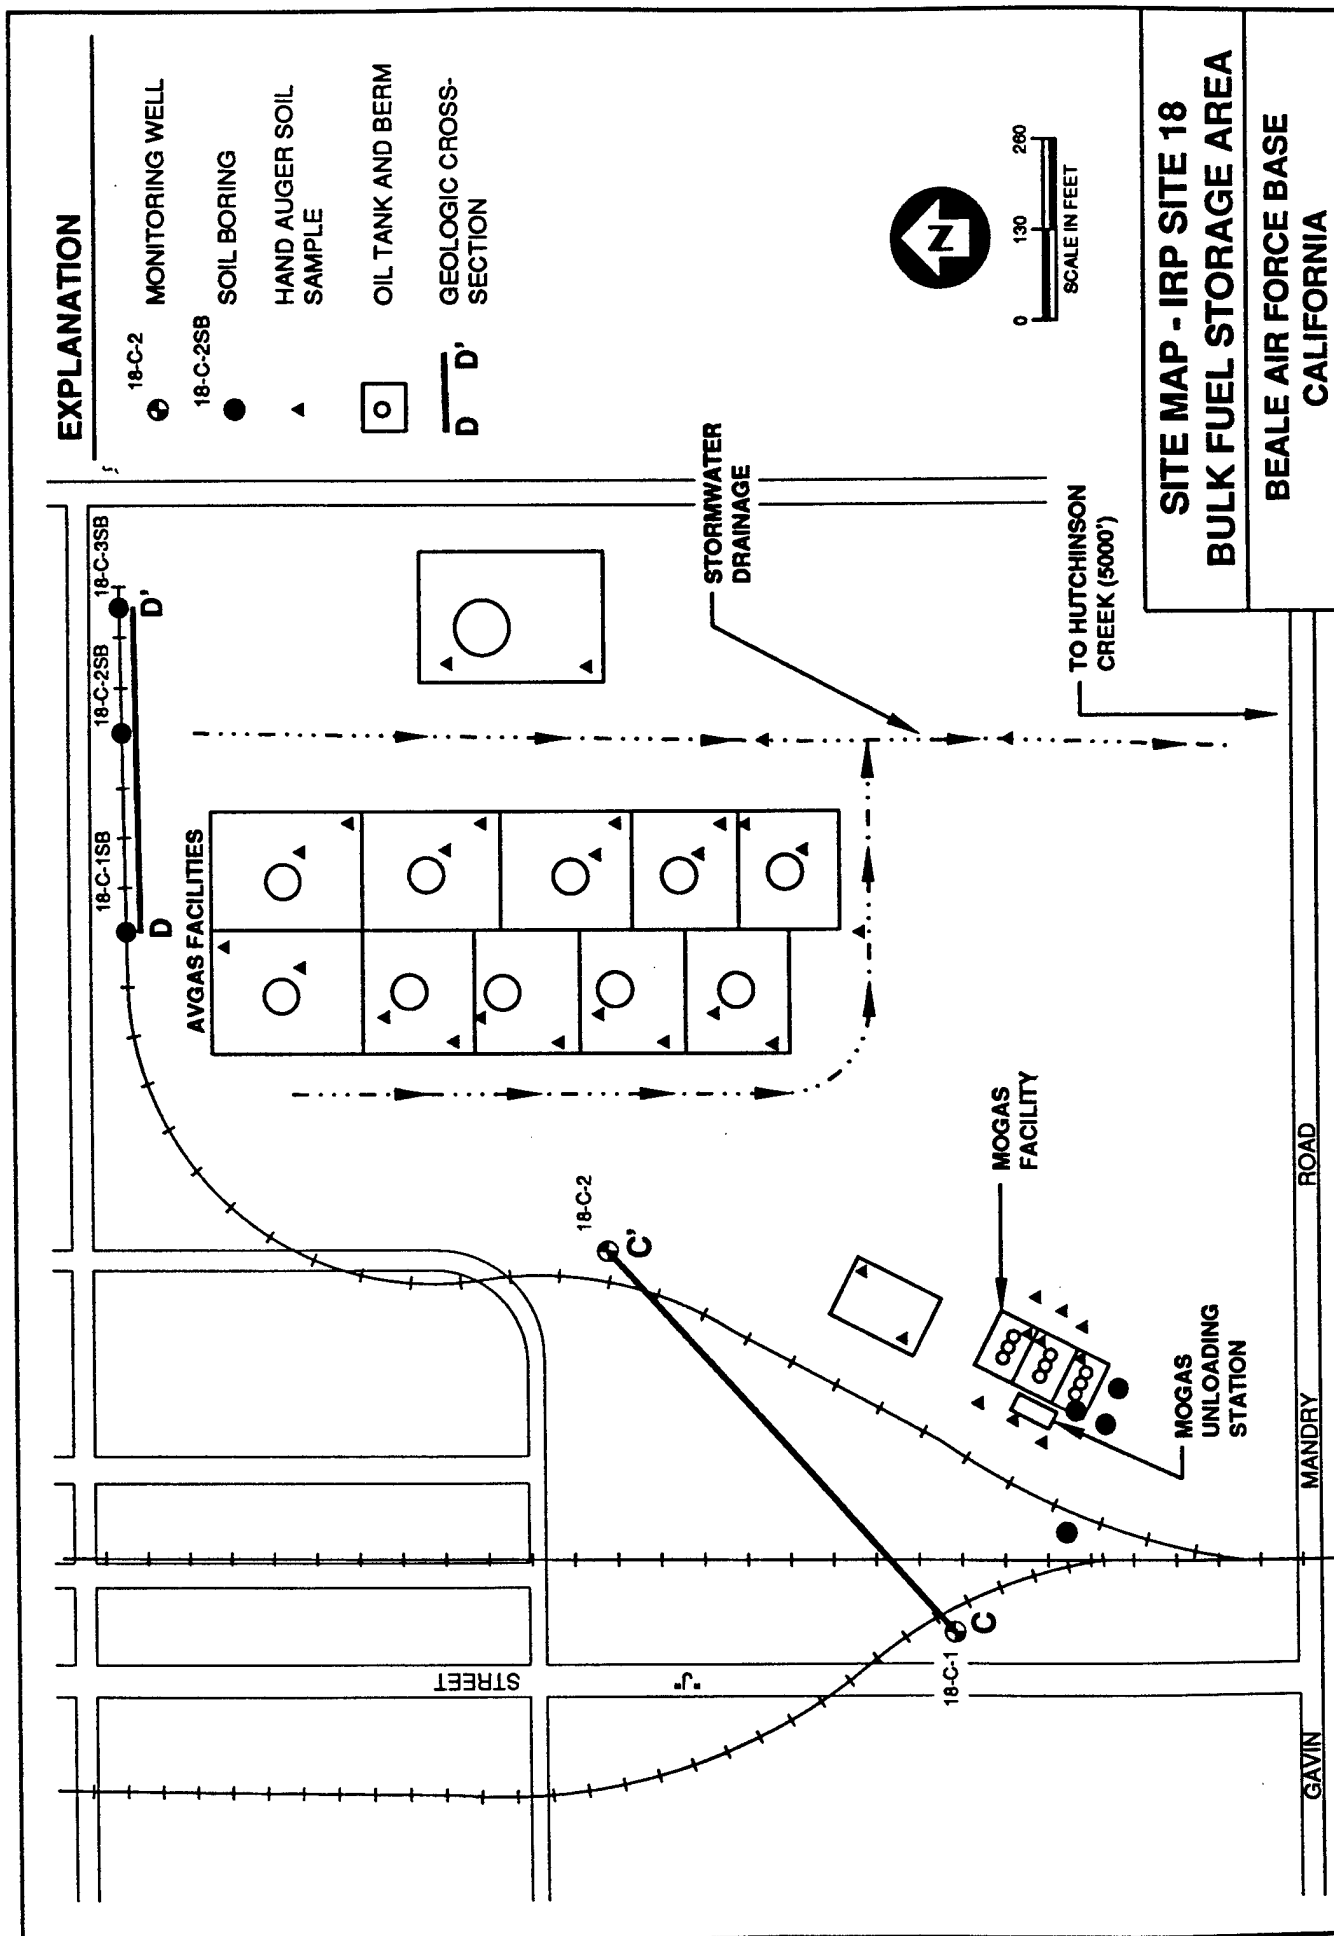 EXPLANATION
18-C-2
MONITORING WELL
18-C-2SB
SOIL BORING
HAND AUGER SOIL
SAMPLE
OIL TANK AND BERM
D D'
GEOLOGIC CROSS-
SECTION
N
0 130 260
SCALE IN FEET
18-C-1SB
18-C-2SB
18-C-3SB
D
D'
AVGAS FACILITIES
STORMWATER
DRAINAGE
TO HUTCHINSON
CREEK (5000')
18-C-2
C'
MOGAS
FACILITY
MOGAS
UNLOADING
STATION
C
18-C-1
"J"
STREET
GAVIN MANDRY ROAD
SITE MAP - IRP SITE 18
BULK FUEL STORAGE AREA
BEALE AIR FORCE BASE
CALIFORNIA